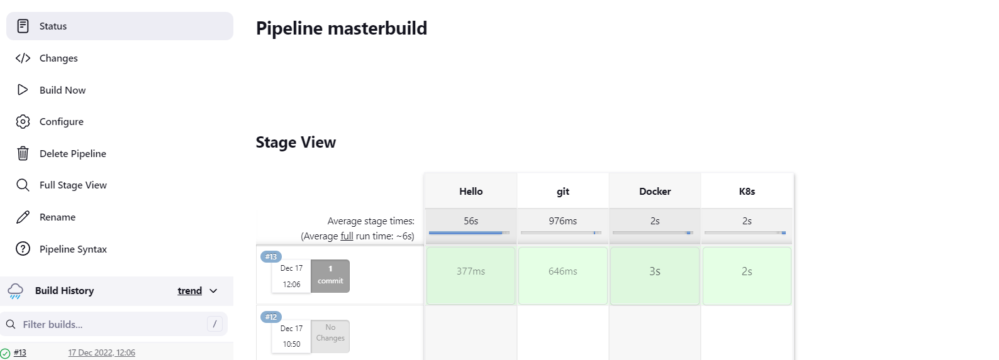 Status
Changes
Build Now
Configure
Delete Pipeline
Full Stage View
Rename
Pipeline Syntax
Build History trend
Filter builds... /
#13 17 Dec 2022, 12:06
Pipeline masterbuild
Stage View
Hello git Docker K8s
Average stage times: 56s 976ms 2s 2s
(Average full run time: ~6s)
#13
Dec 17 1
12:06 commit
377ms 646ms 3s 2s
#12
Dec 17 No
10:50 Changes